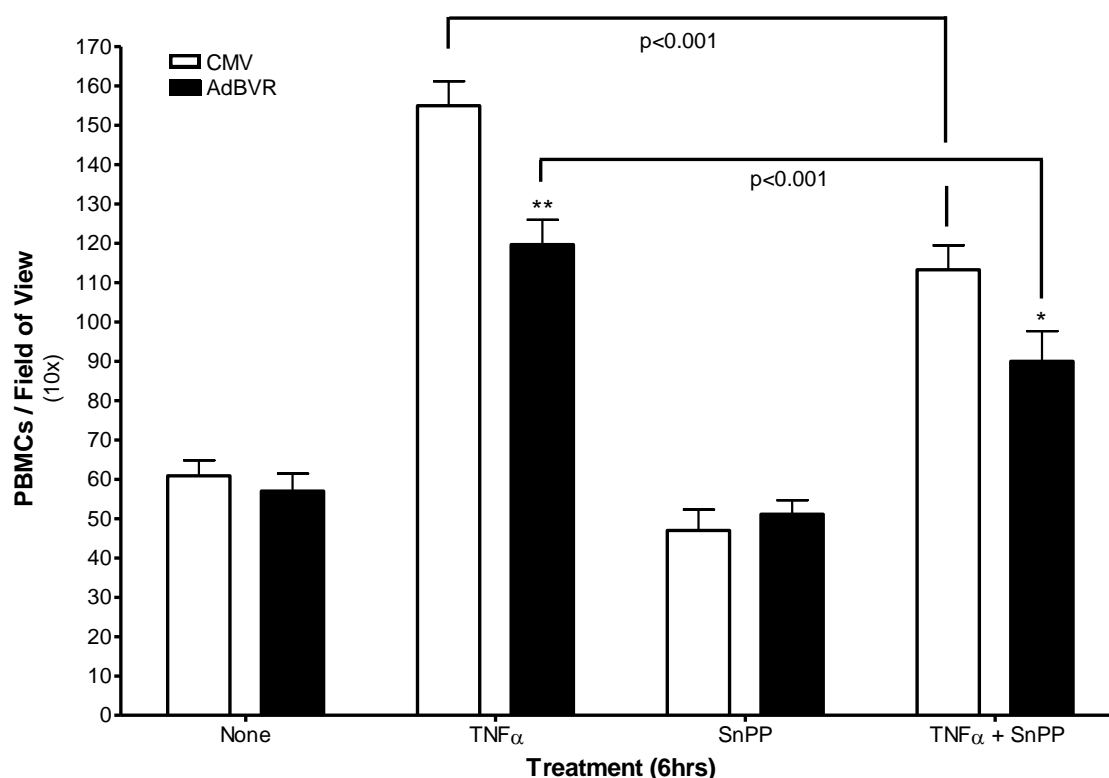 p<0.001
170
CMV
160
AdBVR
150
140
p<0.001
130
**
120
110
100
*
90
80
70
60
50
40
30
20
10
0
PBMCs / Field of View
(10x)
None
TNFα
SnPP
TNFα + SnPP
Treatment (6hrs)